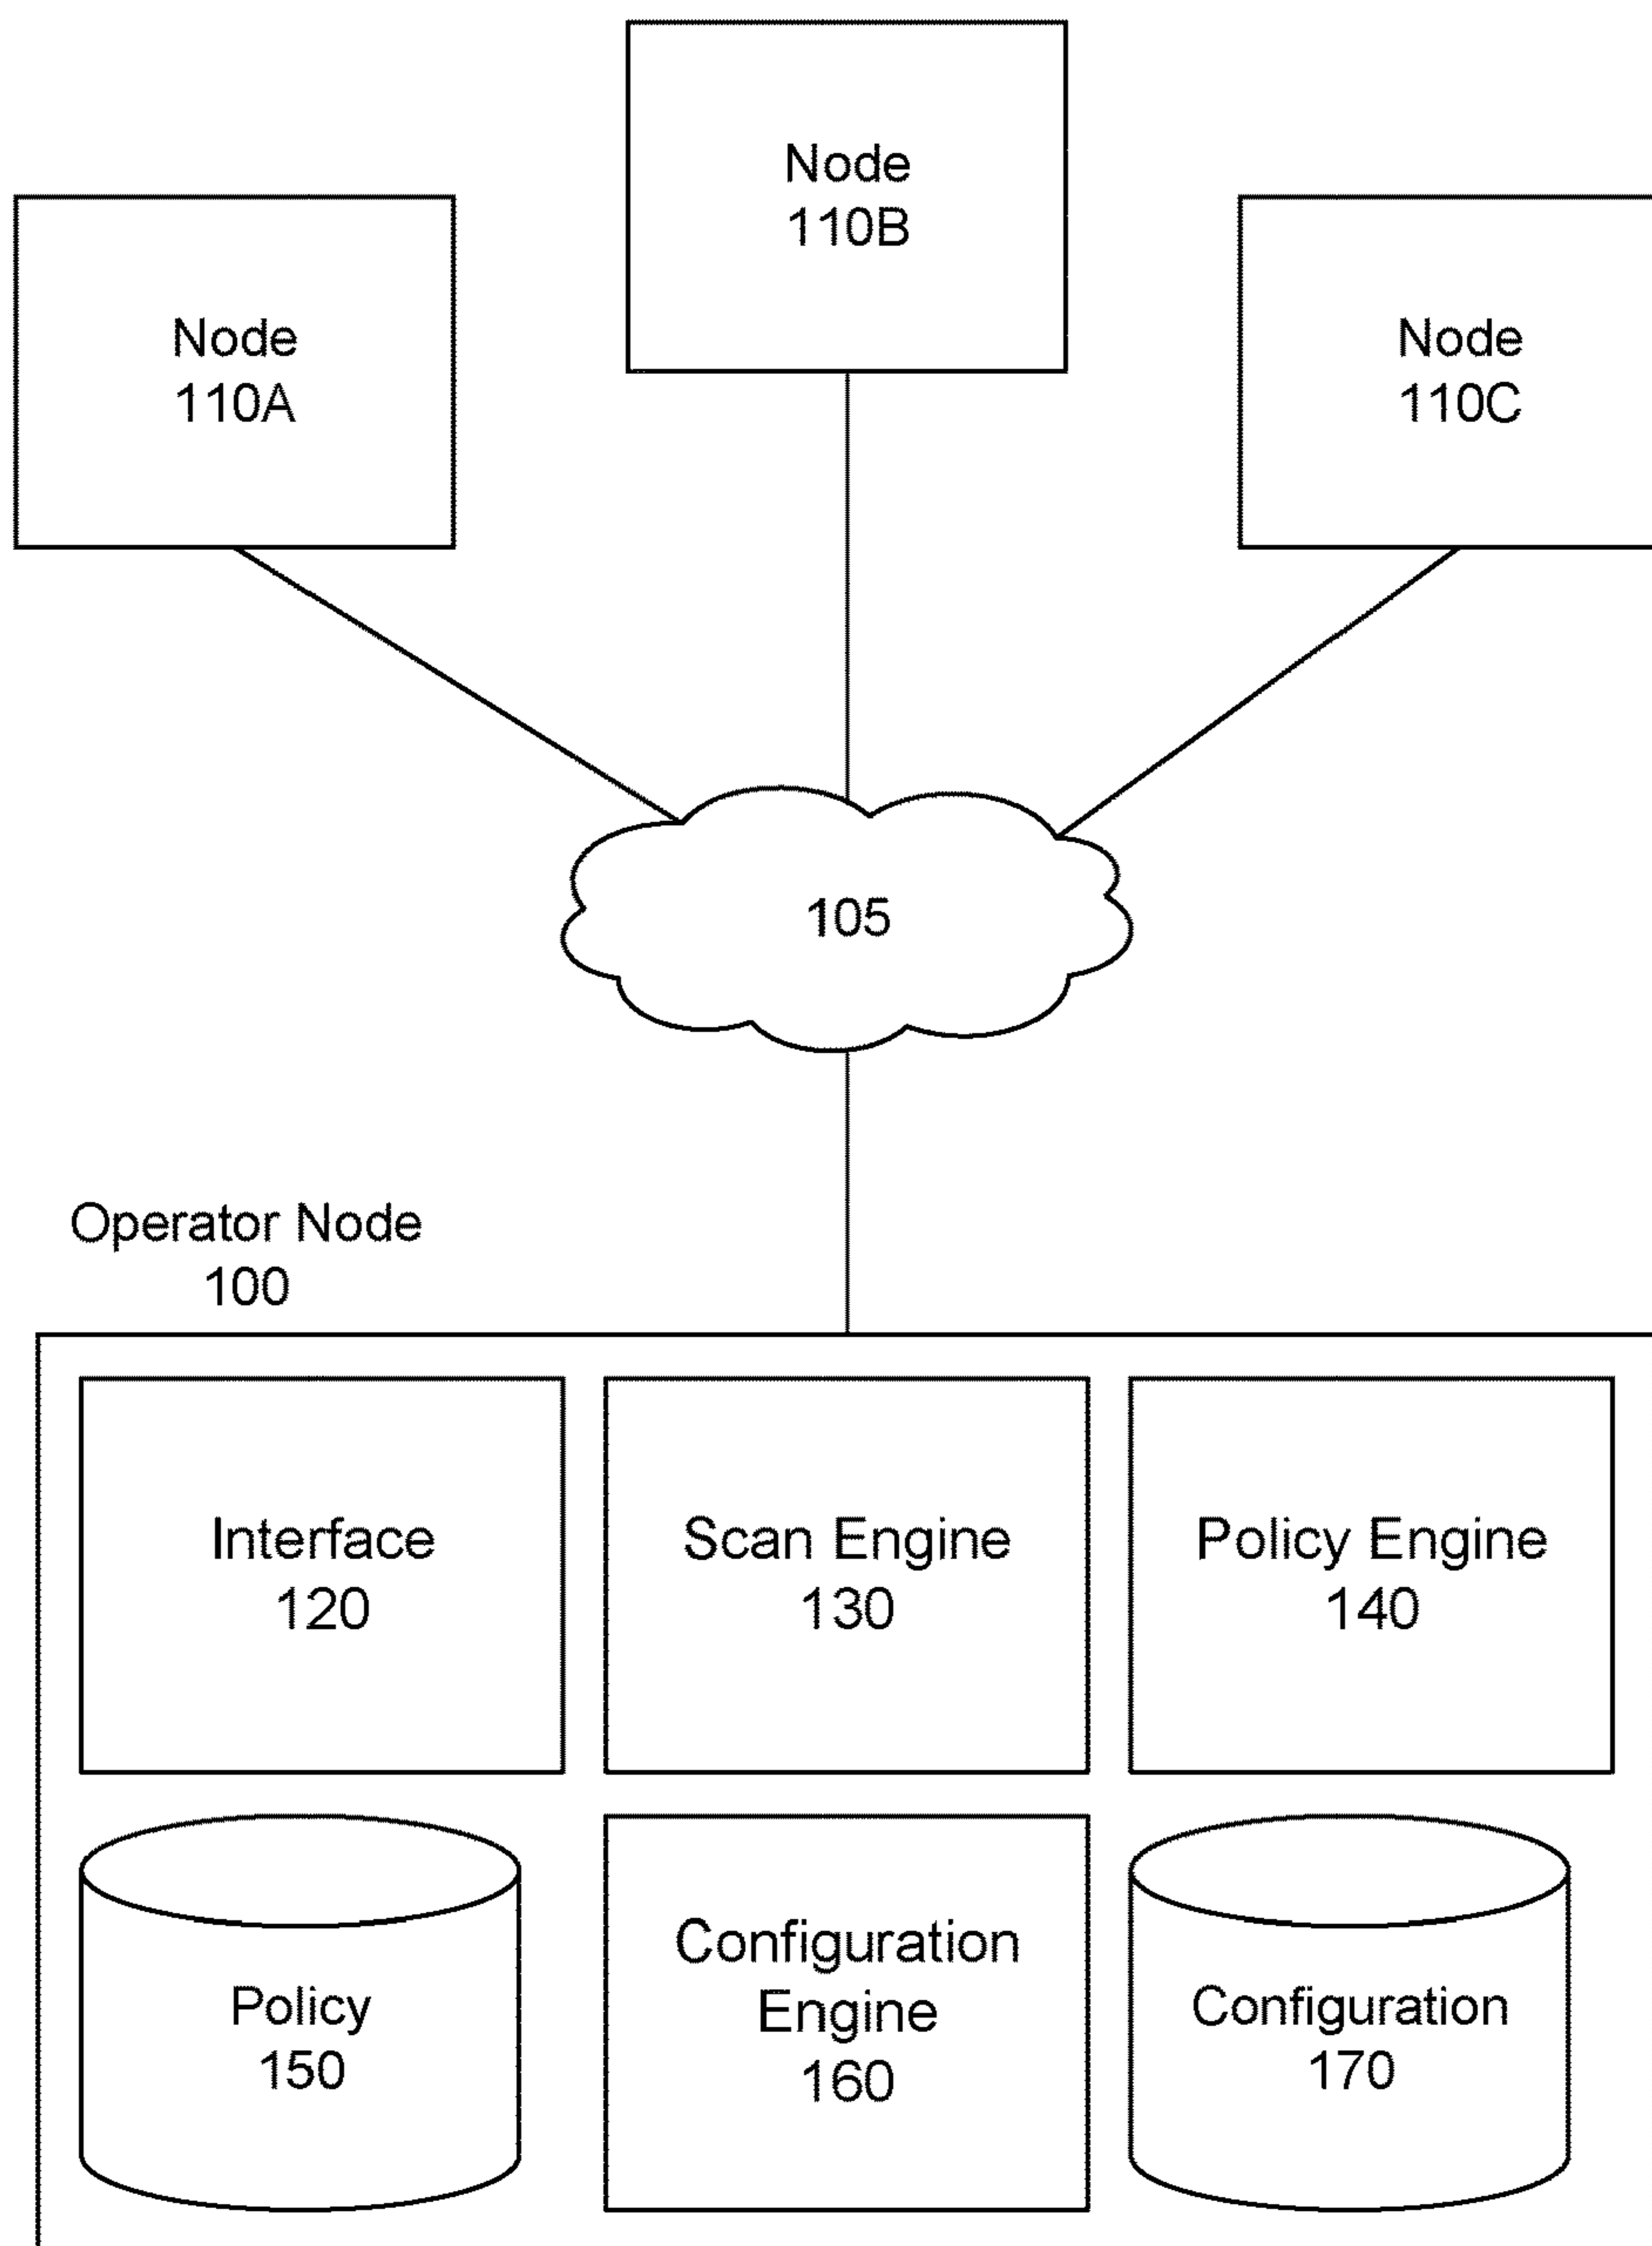 Node
110B
Node
110A
Node
110C
105
Operator Node
100
Interface
120
Scan Engine
130
Policy Engine
140
Policy
150
Configuration
Engine
160
Configuration
170